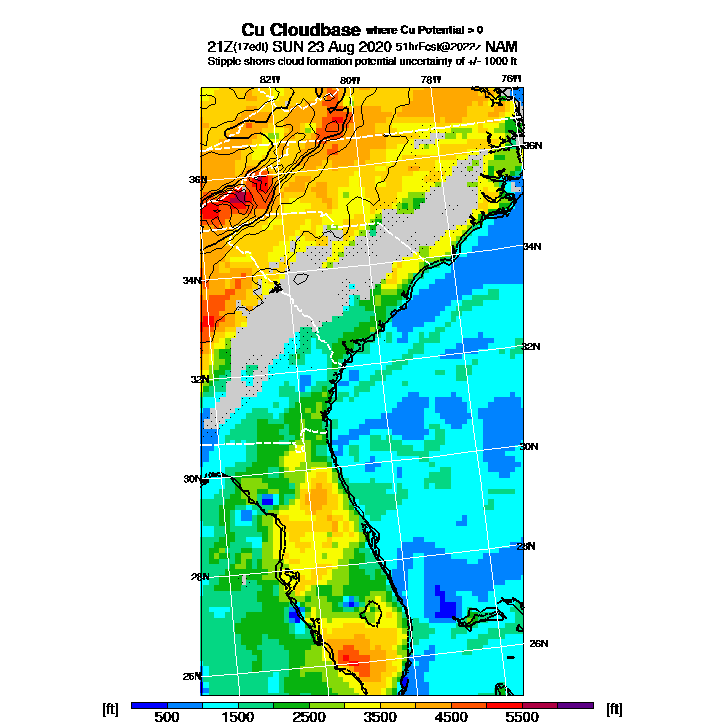 Cu Cloudbase where Cu Potential > 0
21Z(17edt) SUN 23 Aug 2020 51hrFcst@2022z NAM
Stipple shows cloud formation potential uncertainty of +/- 1000 ft
82W 80W 78W 76W
36N
36N
34N
34N
32N
32N
30N
30N
28N
28N
26N
26N
[ft] 500 1500 2500 3500 4500 5500 [ft]